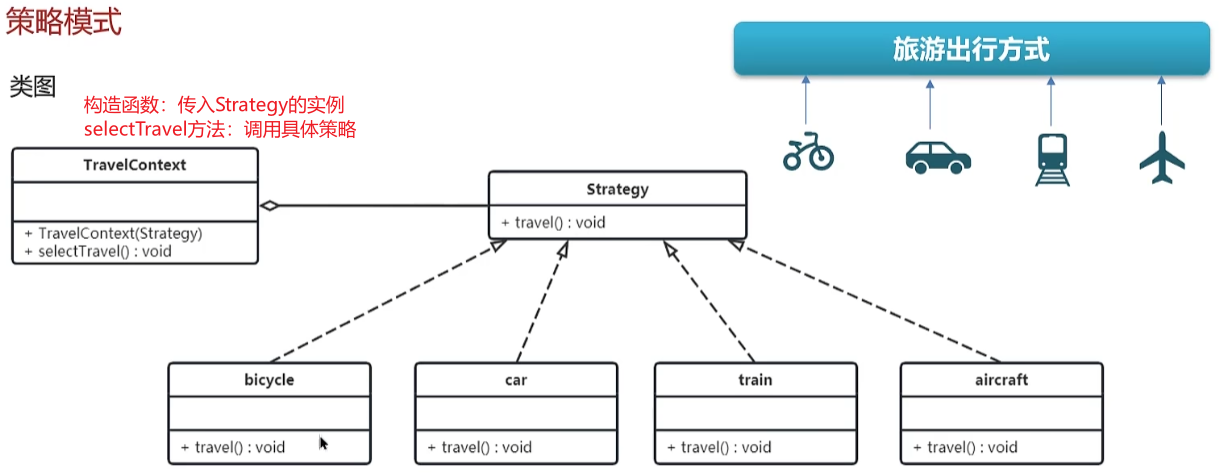 策略模式
旅游出行方式
类图
构造函数：传入Strategy的实例
selectTravel方法：调用具体策略
TravelContext
+ TravelContext(Strategy)
+ selectTravel() : void
Strategy
+ travel() : void
bicycle
+ travel() : void
car
+ travel() : void
train
+ travel() : void
aircraft
+ travel() : void